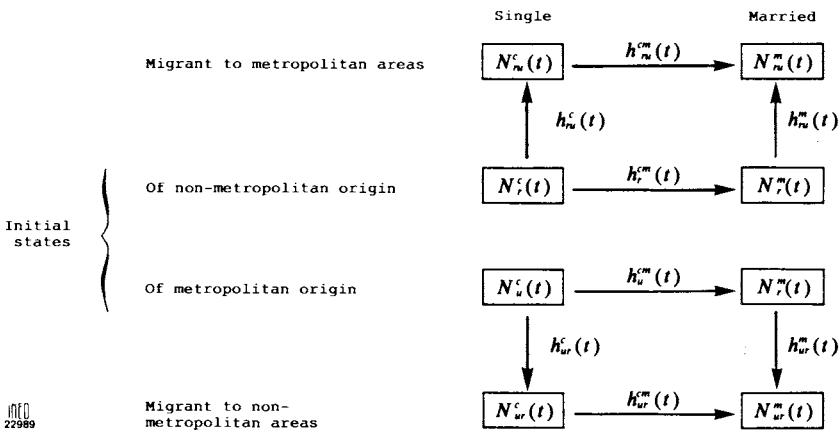 Single Married
Migrant to metropolitan areas N^c_ru(t) h^cm_ru(t) N^m_ru(t)
h^c_ru(t) h^m_ru(t)
Of non-metropolitan origin N^c_r(t) h^cm_r(t) N^m_r(t)
Initial
states
Of metropolitan origin N^c_u(t) h^cm_u(t) N^m_r(t)
h^c_ur(t) h^m_ur(t)
Migrant to non-
metropolitan areas N^c_ur(t) h^cm_ur(t) N^m_ur(t)
INED
22989